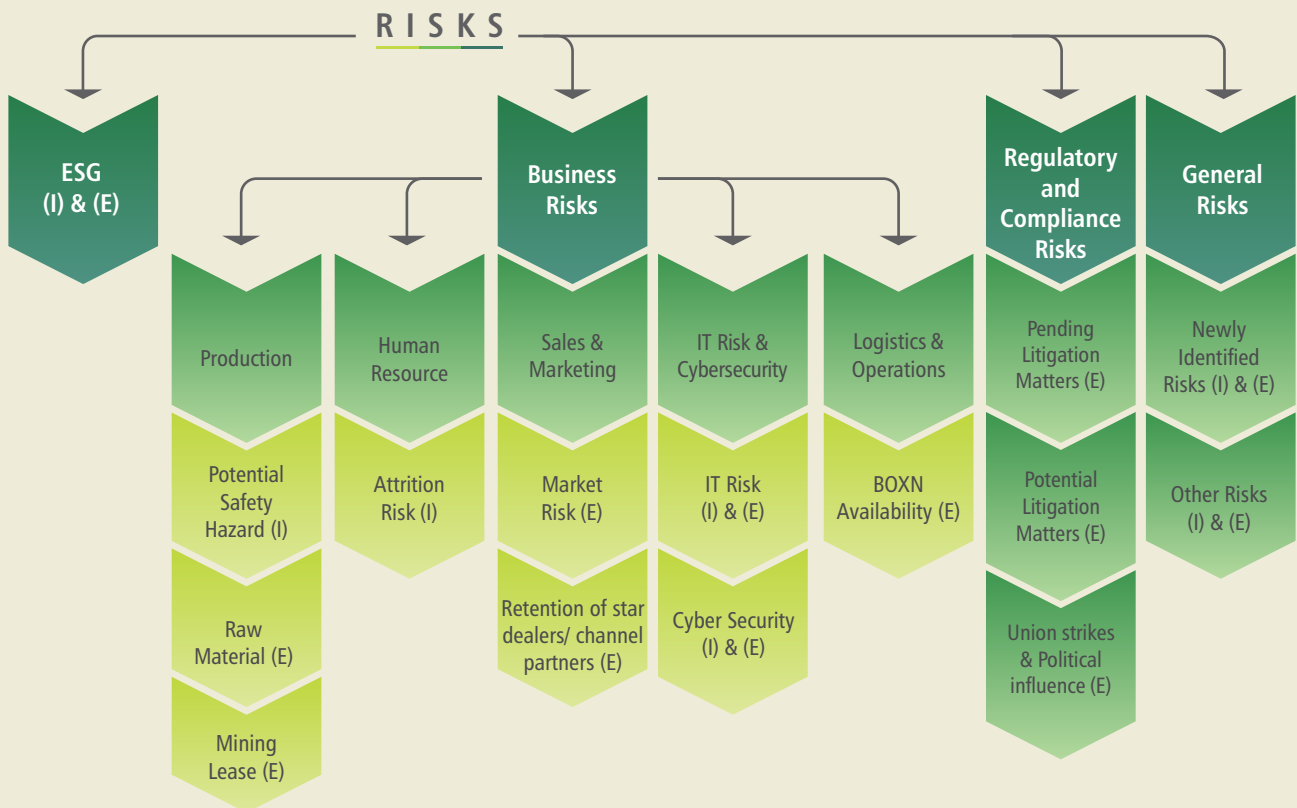 RISKS
ESG
(I) & (E)
Business
Risks
Regulatory
and
Compliance
Risks
General
Risks
Production
Human
Resource
Sales &
Marketing
IT Risk &
Cybersecurity
Logistics &
Operations
Pending
Litigation
Matters (E)
Newly
Identified
Risks (I) & (E)
Potential
Safety
Hazard (I)
Attrition
Risk (I)
Market
Risk (E)
IT Risk
(I) & (E)
BOXN
Availability (E)
Potential
Litigation
Matters (E)
Other Risks
(I) & (E)
Raw
Material (E)
Retention of star
dealers/ channel
partners (E)
Cyber Security
(I) & (E)
Union strikes
& Political
influence (E)
Mining
Lease (E)